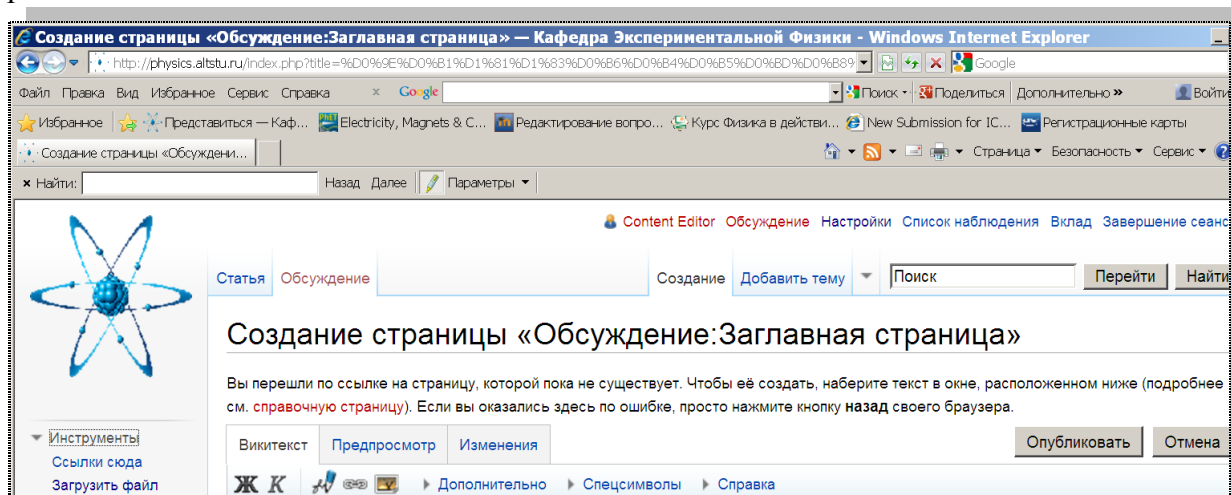 Создание страницы «Обсуждение:Заглавная страница» — Кафедра Экспериментальной Физики - Windows Internet Explorer
http://physics.altstu.ru/index.php?title=%D0%9E%D0%B1%D1%81%D1%83%D0%B6%D0%B4%D0%B5%D0%BD%D0%B89 Google
Файл Правка Вид Избранное Сервис Справка x Google Поиск Поделиться Дополнительно » Войти
Избранное Представиться — Каф... Electricity, Magnets & C... Редактирование вопро... Курс Физика в действи... New Submission for IC... Регистрационные карты
Создание страницы «Обсуждени... Страница Безопасность Сервис
x Найти: Назад Далее Параметры
Content Editor Обсуждение Настройки Список наблюдения Вклад Завершение сеанс
Статья Обсуждение Создание Добавить тему Поиск Перейти Найти
Создание страницы «Обсуждение:Заглавная страница»
Вы перешли по ссылке на страницу, которой пока не существует. Чтобы её создать, наберите текст в окне, расположенном ниже (подробнее
см. справочную страницу). Если вы оказались здесь по ошибке, просто нажмите кнопку назад своего браузера.
Инструменты
Викитекст Предпросмотр Изменения Опубликовать Отмена
Ссылки сюда
Загрузить файл
Ж К Дополнительно Спецсимволы Справка